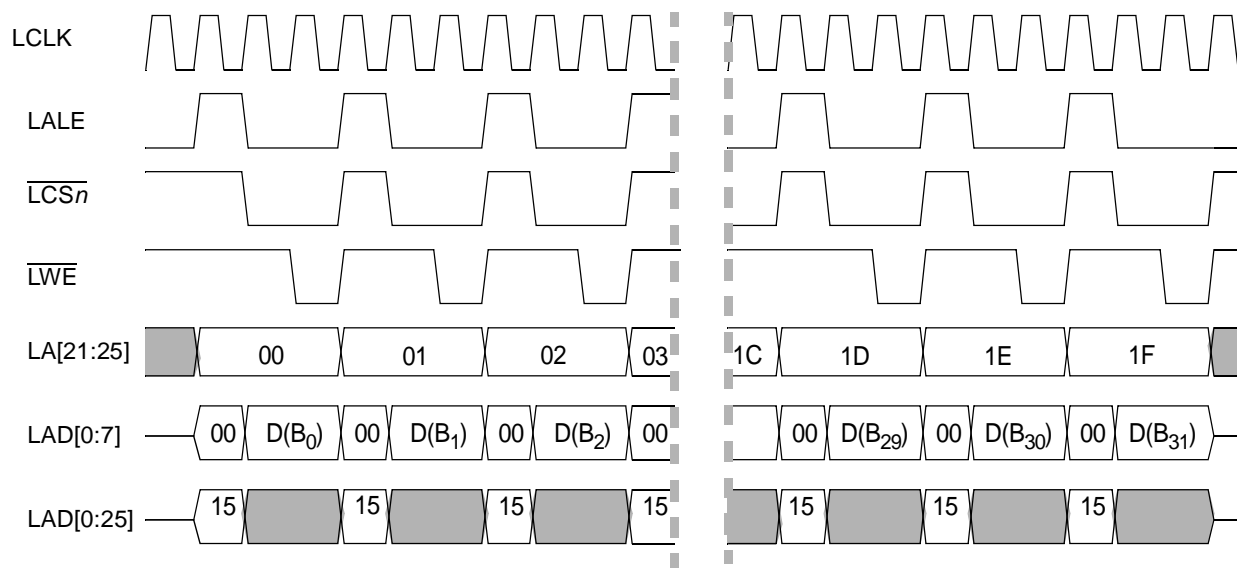 LCLK
LALE
LCSn
LWE
LA[21:25] 00 01 02 03 1C 1D 1E 1F
LAD[0:7] 00 D(B0) 00 D(B1) 00 D(B2) 00 00 D(B29) 00 D(B30) 00 D(B31)
LAD[0:25] 15 15 15 15 15 15 15